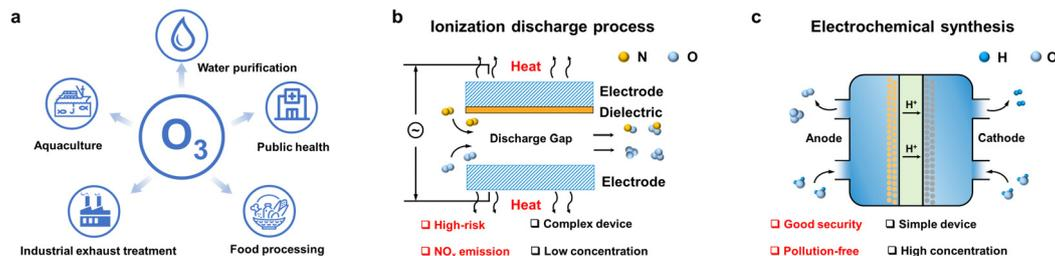 a
O₃
Water purification
Aquaculture
Public health
Industrial exhaust treatment
Food processing
b
Ionization discharge process
N O
Heat
Electrode
Dielectric
Discharge Gap
~
Electrode
Heat
High-risk
Complex device
NOₓ emission
Low concentration
c
Electrochemical synthesis
H O
H⁺
Anode
Cathode
H⁺
Good security
Simple device
Pollution-free
High concentration